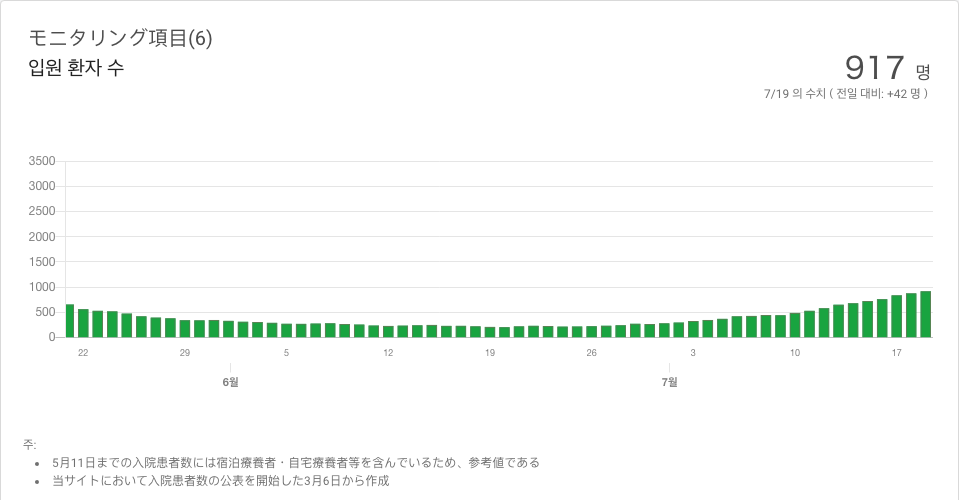 モニタリング項目(6)
입원 환자 수
917 명
7/19 의 수치 ( 전일 대비: +42 명 )
3500
3000
2500
2000
1500
1000
500
0
22 29 5 12 19 26 3 10 17
6월 7월
주:
• 5月11日までの入院患者数には宿泊療養者・自宅療養者等を含んでいるため、参考値である
• 当サイトにおいて入院患者数の公表を開始した3月6日から作成